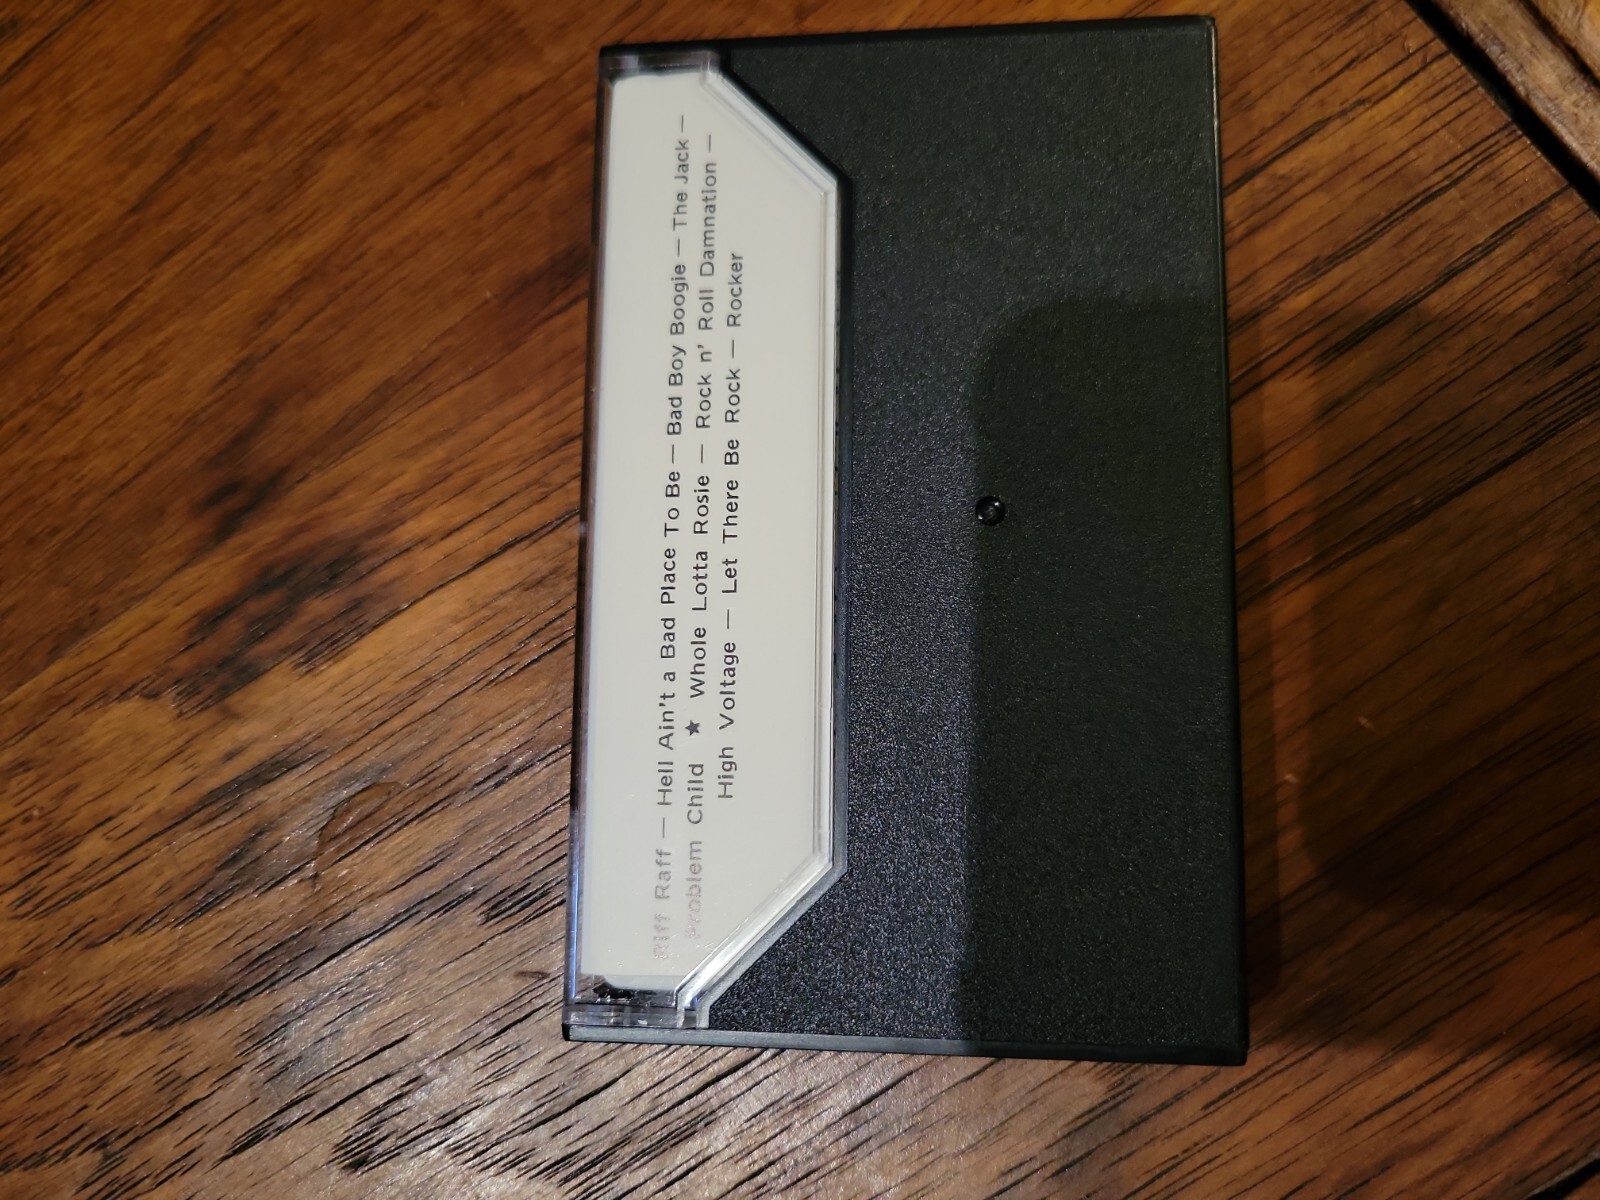 Riff Raff — Hell Ain't a Bad Place To Be — Bad Boy Boogie — The Jack —
Problem Child ★ Whole Lotta Rosie — Rock n' Roll Damnation —
High Voltage — Let There Be Rock — Rocker